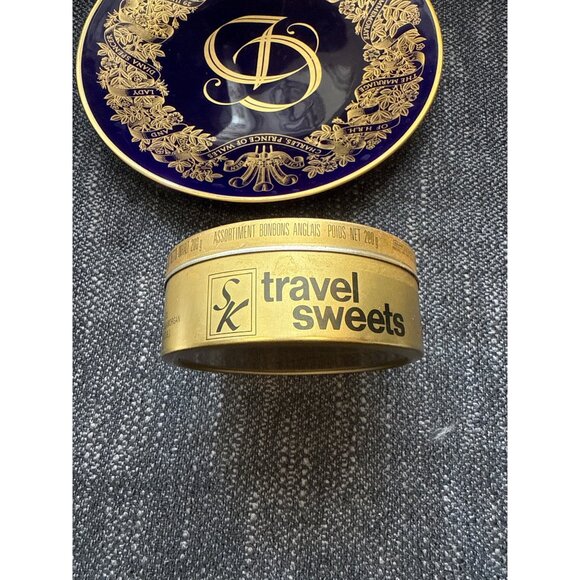 THE MARRIAGE
OF H.R.H.
CHARLES, PRINCE OF WALES
AND
LADY
DIANA SPENCER
ASSORTIMENT BONBONS ANGLAIS · POIDS NET 200 g
SK
travel
sweets